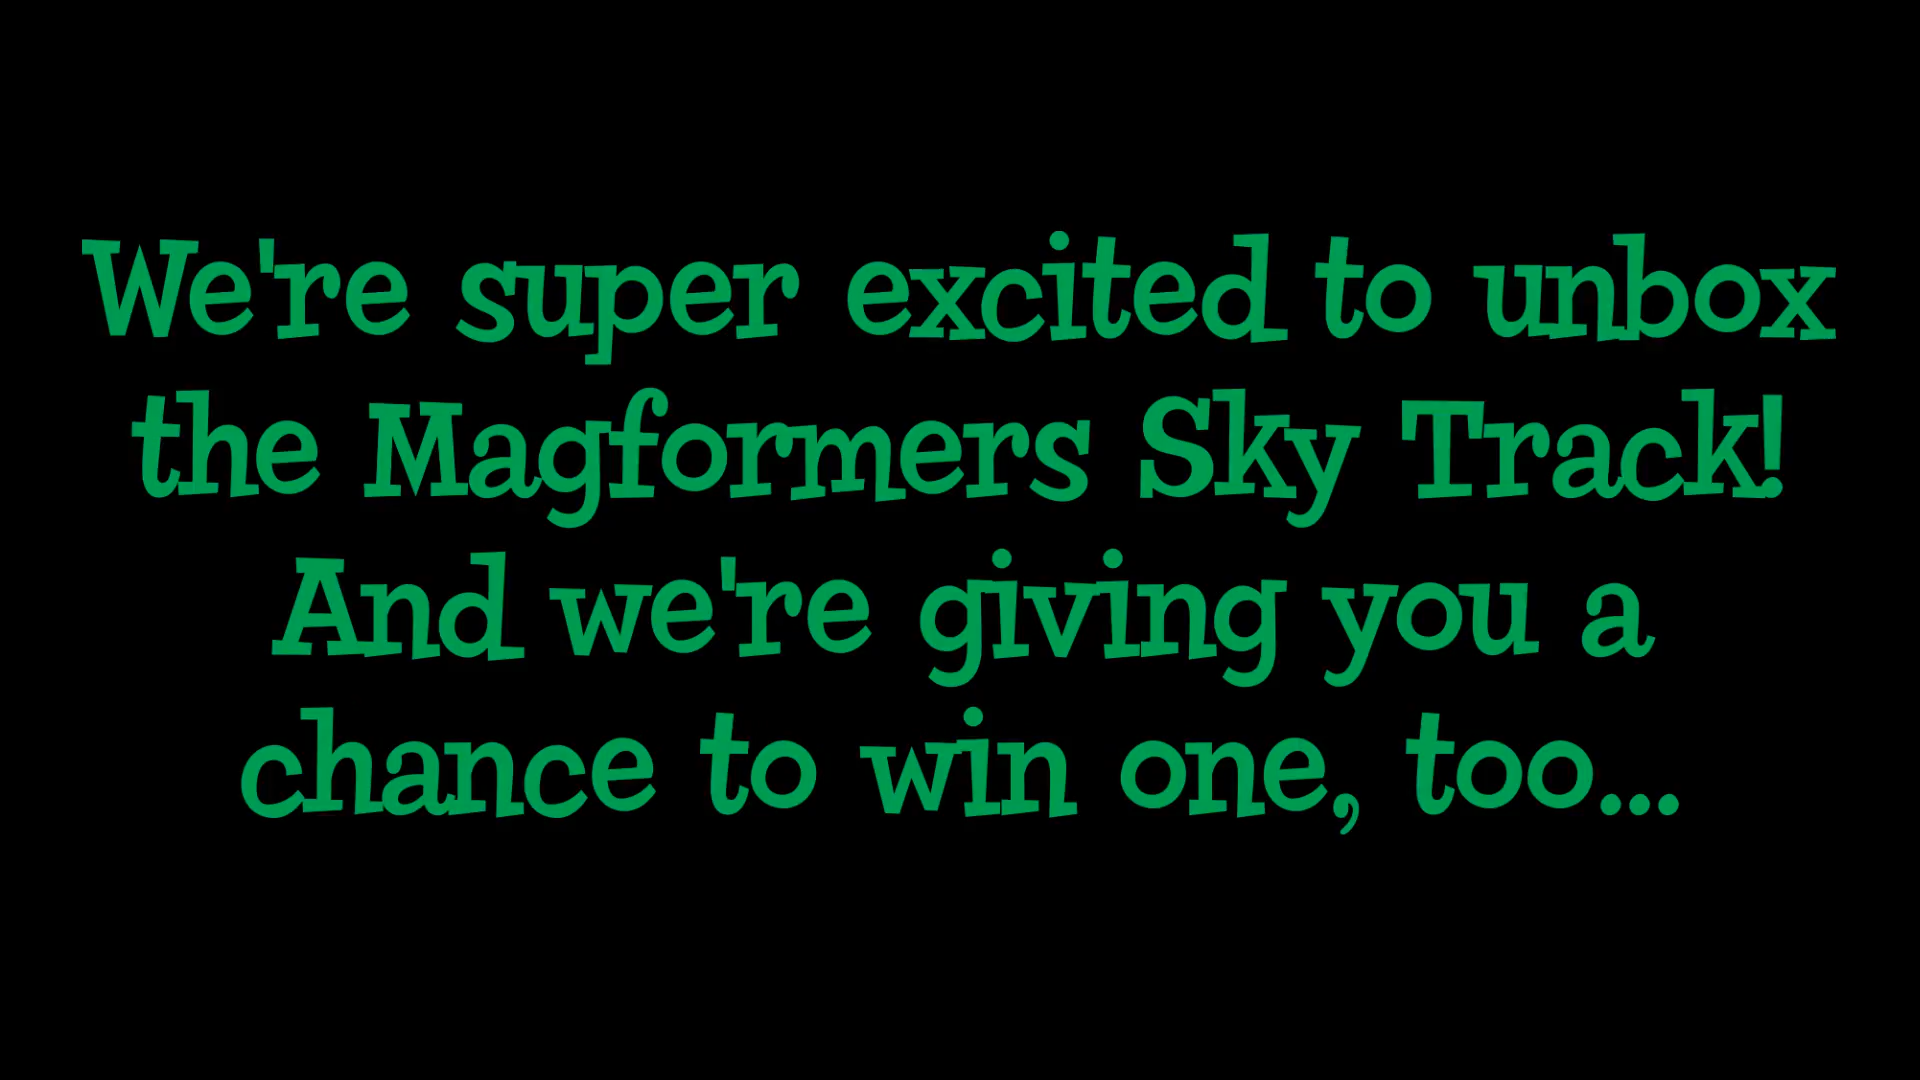 We're super excited to unbox
the Magformers Sky Track!
And we're giving you a
chance to win one, too...